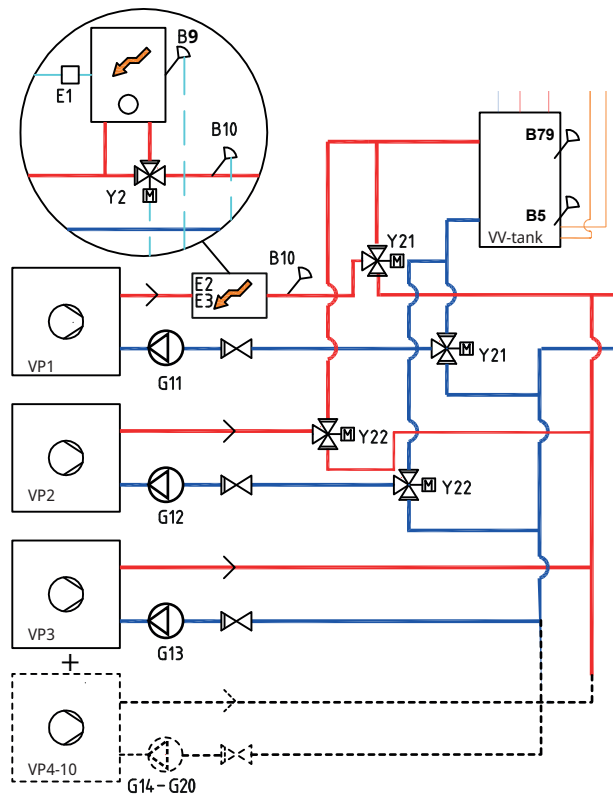 B9
E1
B10
Y2
M
B79
B5
VV-tank
Y21
M
B10
E2
E3
VP1
G11
M
Y21
VP2
M
Y22
G12
M
Y22
VP3
G13
+
VP4-10
G14-G20